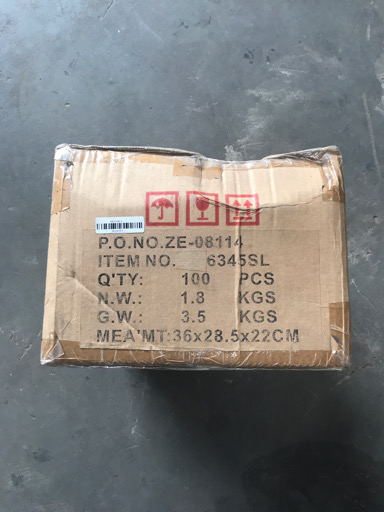 P.O.NO.ZE-08114
ITEM NO. 6345SL
Q'TY: 100 PCS
N.W.: 1.8 KGS
G.W.: 3.5 KGS
MEA'MT:36x28.5x22CM